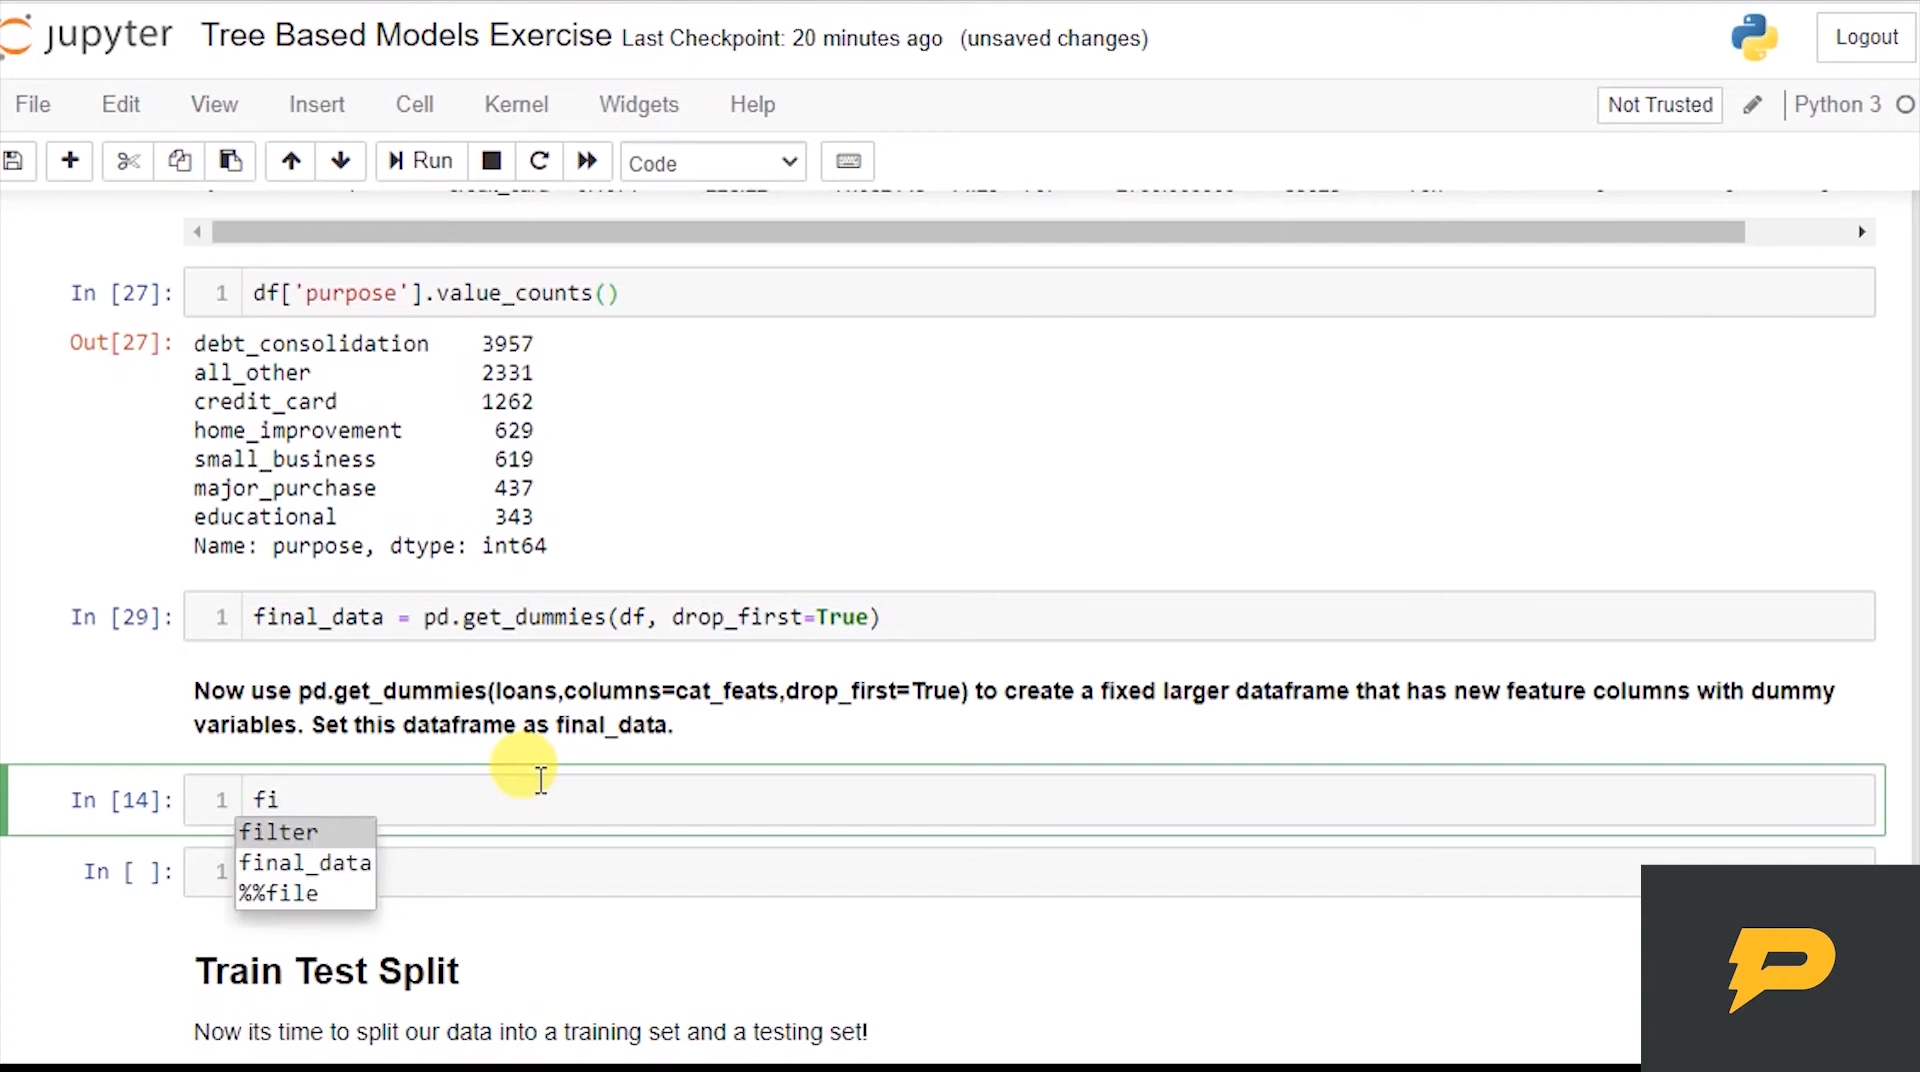 jupyter Tree Based Models Exercise Last Checkpoint: 20 minutes ago (unsaved changes) Logout
File Edit View Insert Cell Kernel Widgets Help Not Trusted Python 3
Run Code
In [27]: 1 df['purpose'].value_counts()
Out[27]: debt_consolidation 3957
all_other 2331
credit_card 1262
home_improvement 629
small_business 619
major_purchase 437
educational 343
Name: purpose, dtype: int64
In [29]: 1 final_data = pd.get_dummies(df, drop_first=True)
Now use pd.get_dummies(loans,columns=cat_feats,drop_first=True) to create a fixed larger dataframe that has new feature columns with dummy
variables. Set this dataframe as final_data.
In [14]: 1 fi
filter
final_data
In [ ]: 1
%%file
Train Test Split
Now its time to split our data into a training set and a testing set!